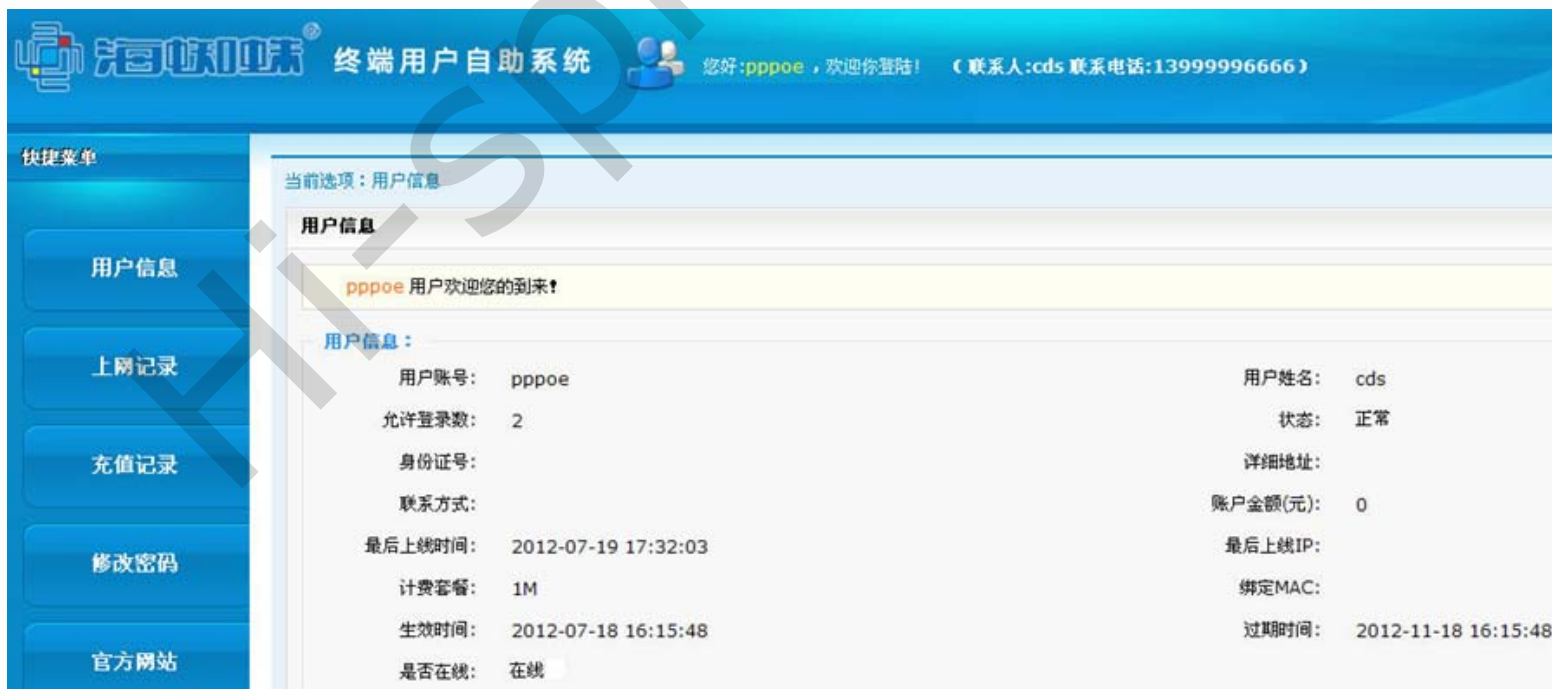 海蜘蛛® 终端用户自助系统 您好:pppoe ,欢迎你登陆! (联系人:cds 联系电话:13999996666)
快捷菜单
当前选项:用户信息
用户信息
用户信息
pppoe 用户欢迎您的到来!
用户信息:
上网记录
用户账号: pppoe 用户姓名: cds
允许登录数: 2 状态: 正常
充值记录
身份证号: 详细地址:
联系方式: 账户金额(元): 0
最后上线时间: 2012-07-19 17:32:03 最后上线IP:
修改密码
计费套餐: 1M 绑定MAC:
生效时间: 2012-07-18 16:15:48 过期时间: 2012-11-18 16:15:48
官方网站
是否在线: 在线